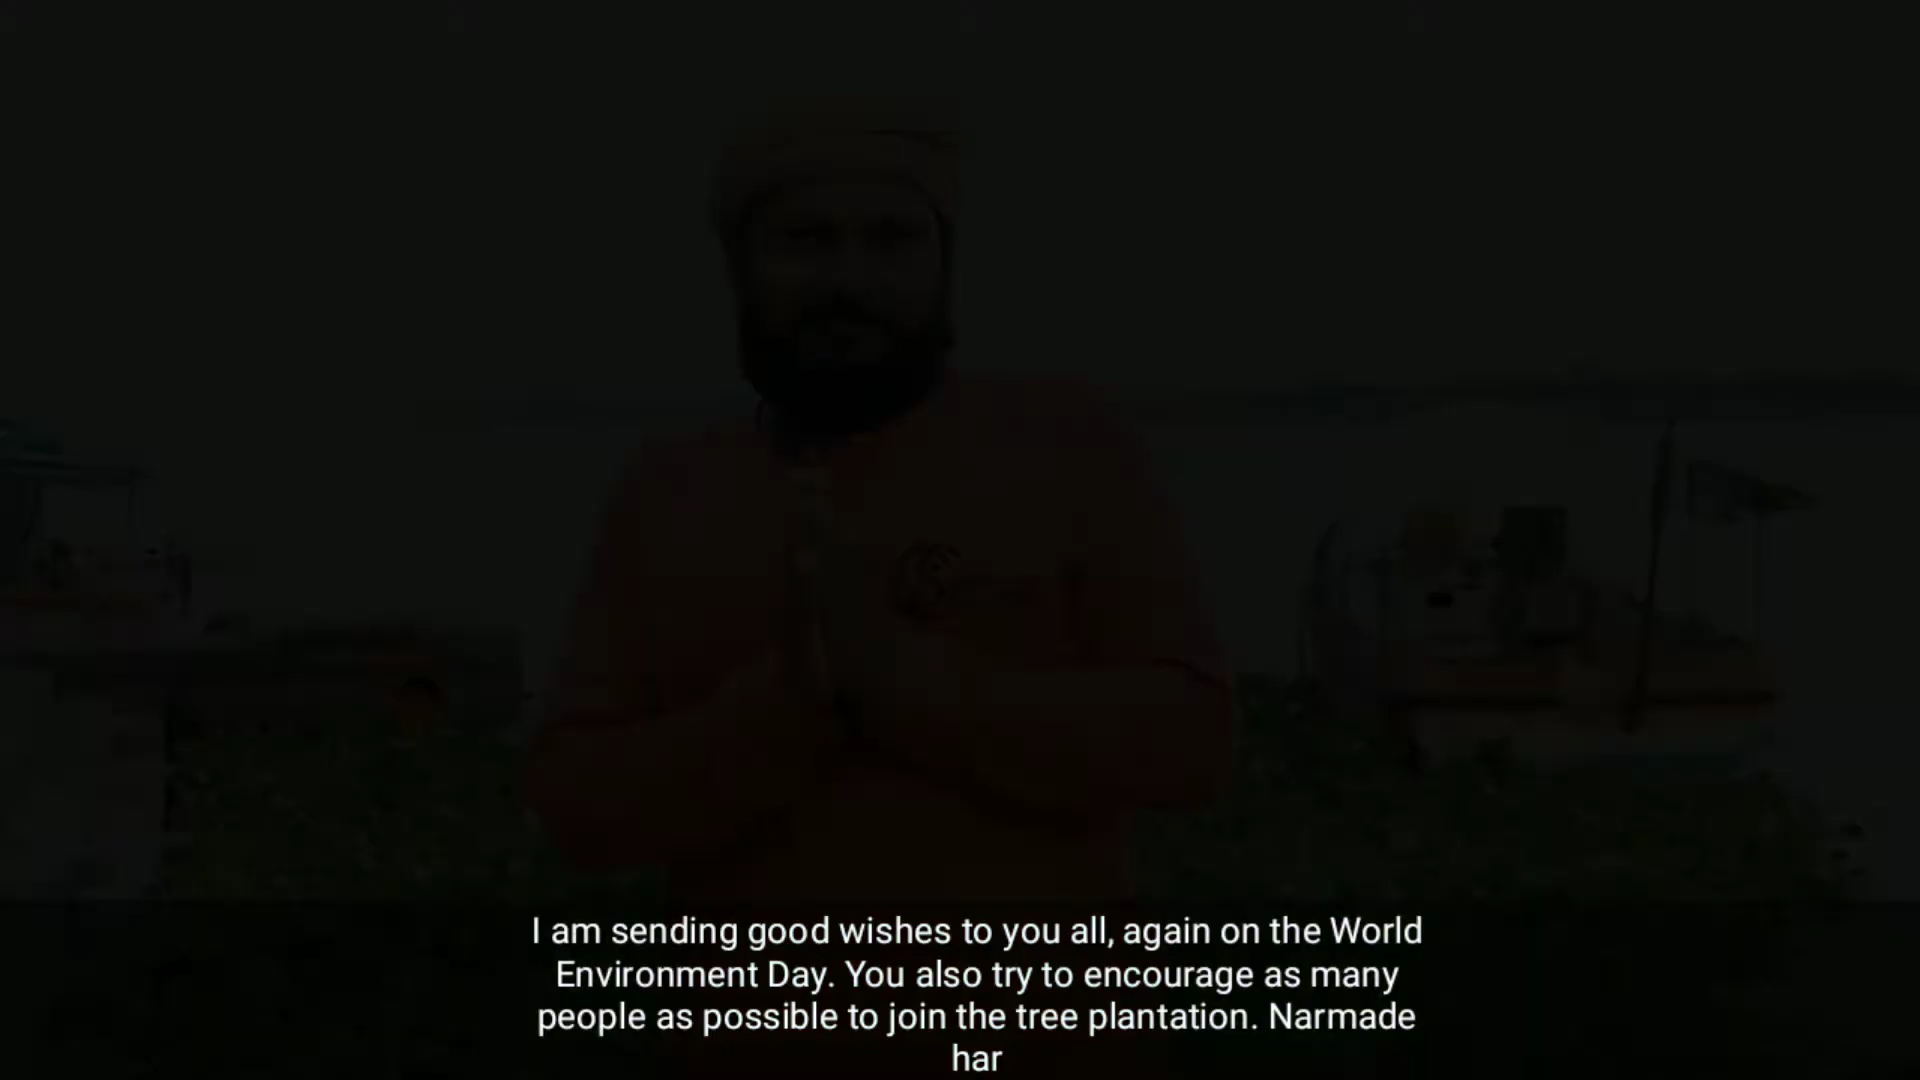 I am sending good wishes to you all, again on the World
Environment Day. You also try to encourage as many
people as possible to join the tree plantation. Narmade
har